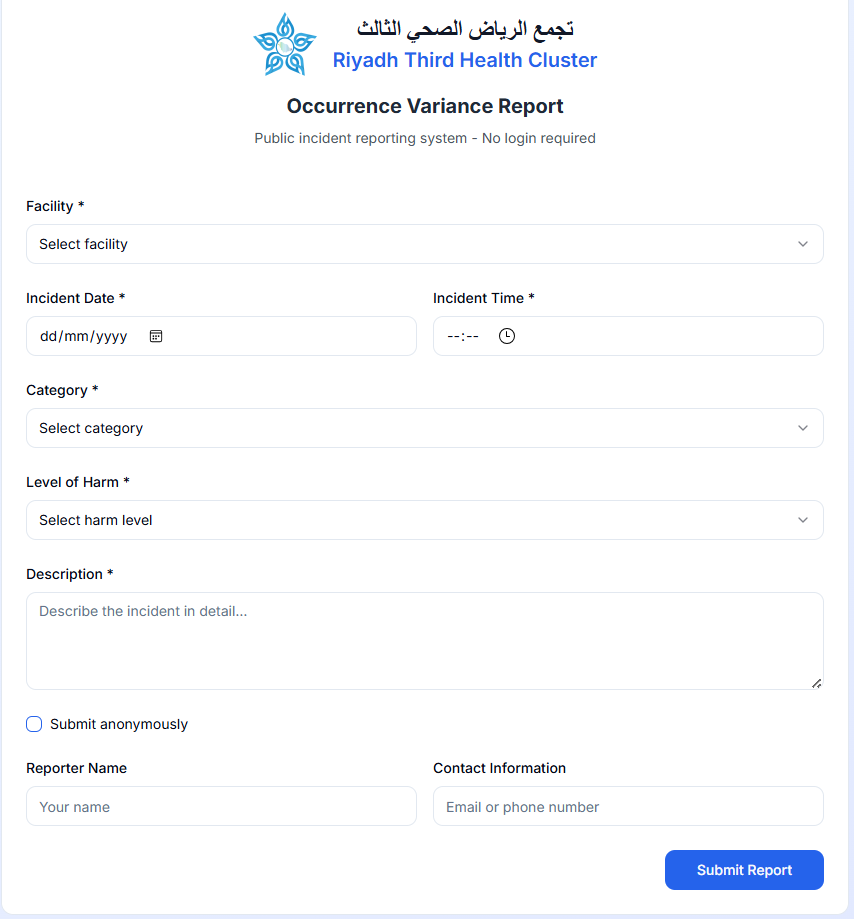 تجمع الرياض الصحي الثالث
Riyadh Third Health Cluster
Occurrence Variance Report
Public incident reporting system - No login required
Facility *
Select facility
Incident Date *
Incident Time *
dd/mm/yyyy
--:--
Category *
Select category
Level of Harm *
Select harm level
Description *
Describe the incident in detail...
Submit anonymously
Reporter Name
Contact Information
Your name
Email or phone number
Submit Report